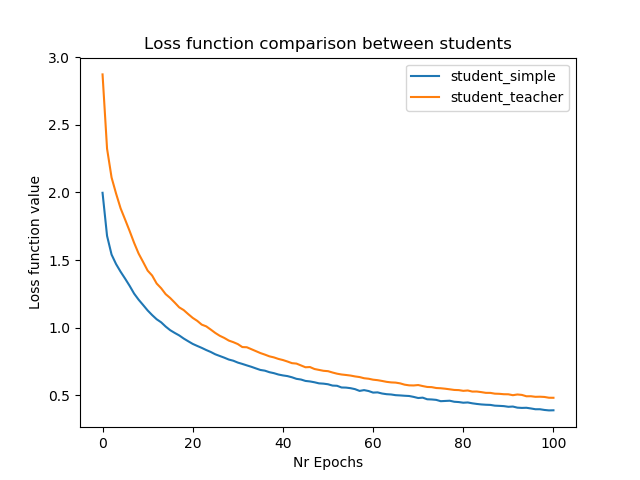 Loss function comparison between students
student_simple
student_teacher
Loss function value
3.0
2.5
2.0
1.5
1.0
0.5
0 20 40 60 80 100
Nr Epochs